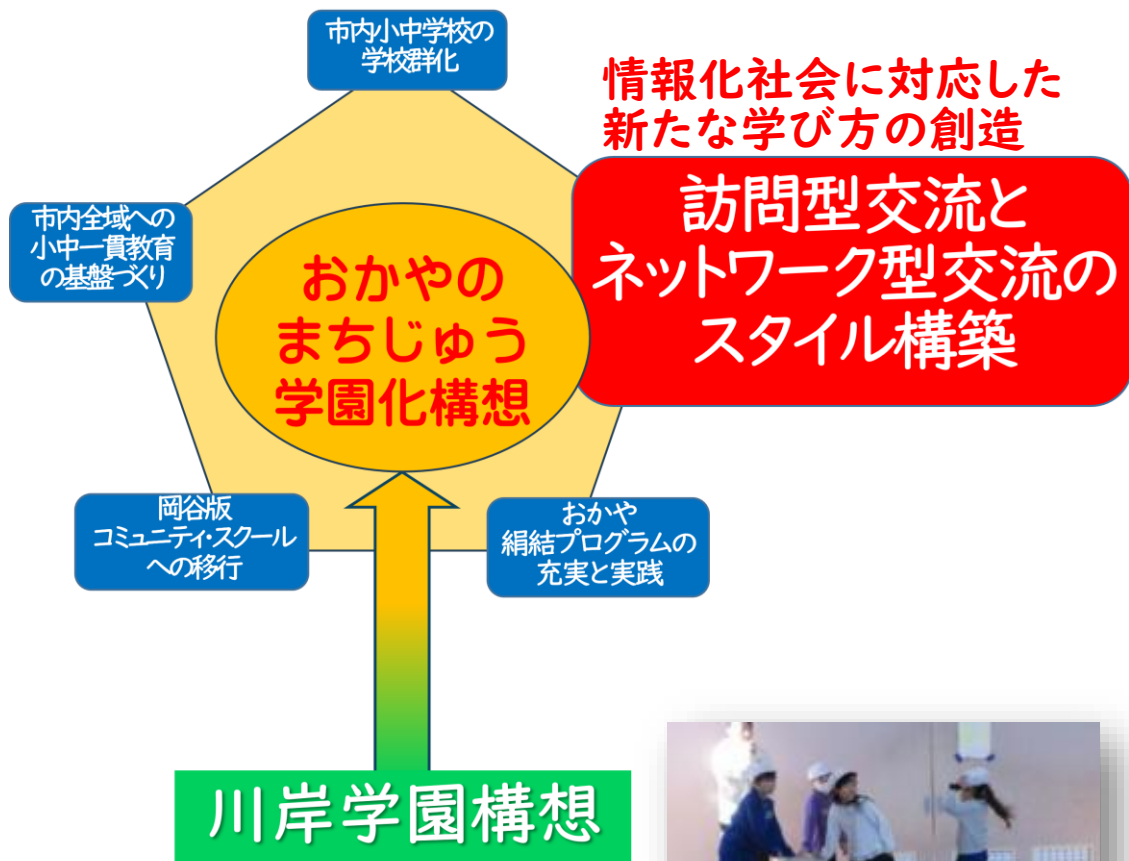 市内小中学校の
学校群化
情報化社会に対応した
新たな学び方の創造
訪問型交流と
ネットワーク型交流の
スタイル構築
市内全域への
小中一貫教育
の基盤づくり
おかやの
まちじゅう
学園化構想
岡谷版
コミュニティ・スクール
への移行
おかや
絹結プログラムの
充実と実践
川岸学園構想